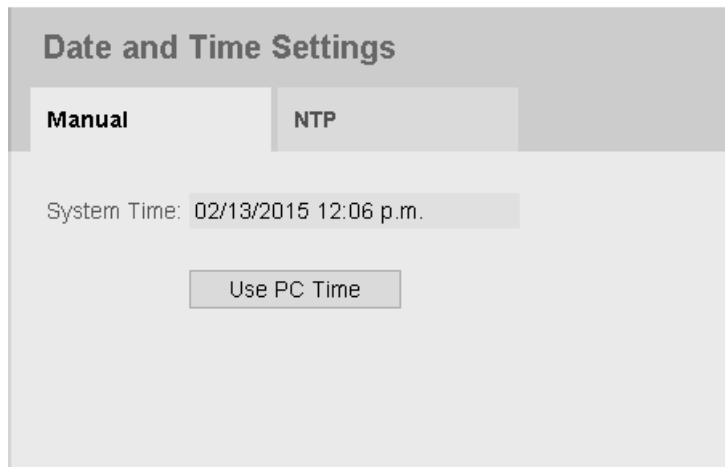 Date and Time Settings
Manual NTP
System Time: 02/13/2015 12:06 p.m.
Use PC Time